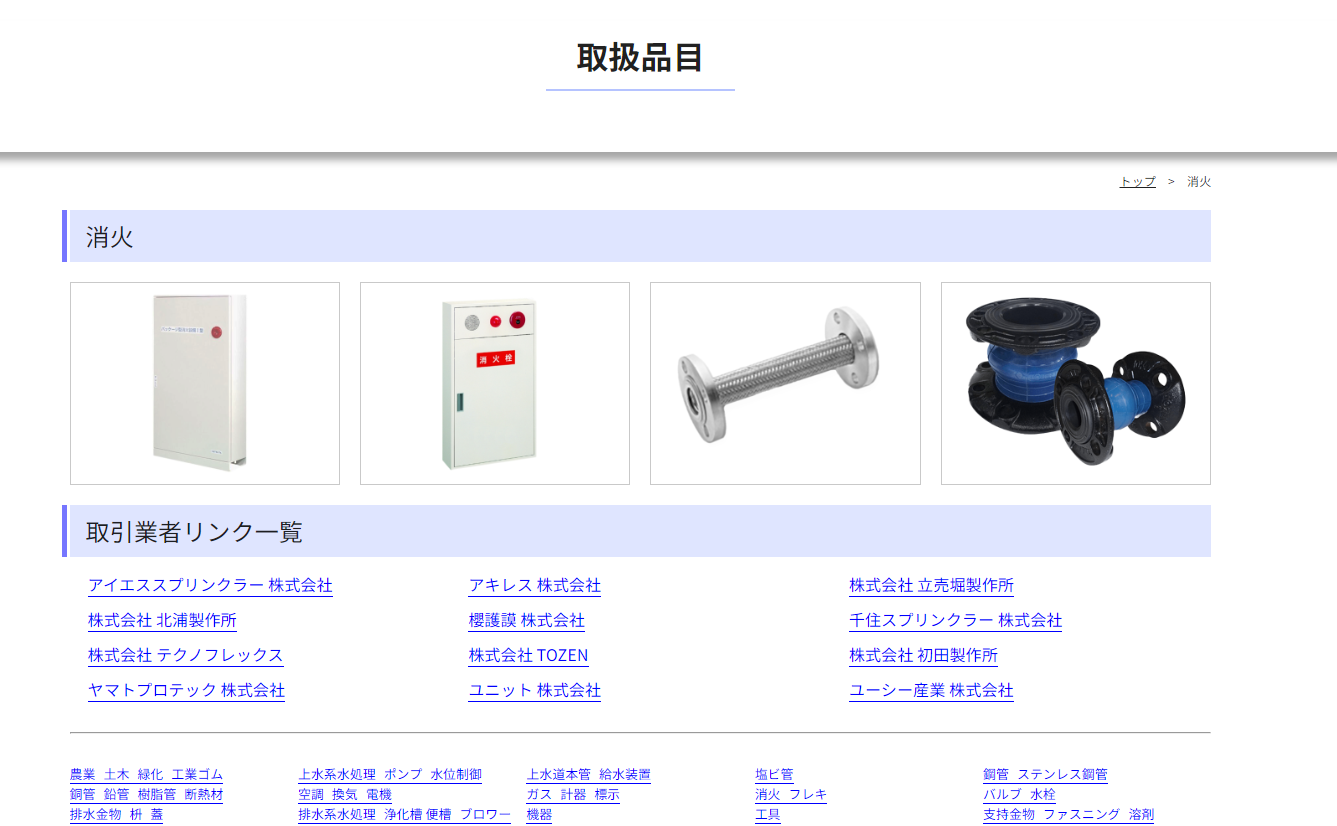 取扱品目
トップ > 消火
消火
消火栓
取引業者リンク一覧
アイエススプリンクラー 株式会社 アキレス 株式会社 株式会社 立売堀製作所
株式会社 北浦製作所 櫻護謨 株式会社 千住スプリンクラー 株式会社
株式会社 テクノフレックス 株式会社 TOZEN 株式会社 初田製作所
ヤマトプロテック 株式会社 ユニット 株式会社 ユーシー産業 株式会社
農業 土木 緑化 工業ゴム 上水系水処理 ポンプ 水位制御 上水道本管 給水装置 塩ビ管 鋼管 ステンレス鋼管
銅管 鉛管 樹脂管 断熱材 空調 換気 電機 ガス 計器 標示 消火 フレキ バルブ 水栓
排水金物 枡 蓋 排水系水処理 浄化槽 便槽 ブロワー 機器 工具 支持金物 ファスニング 溶剤